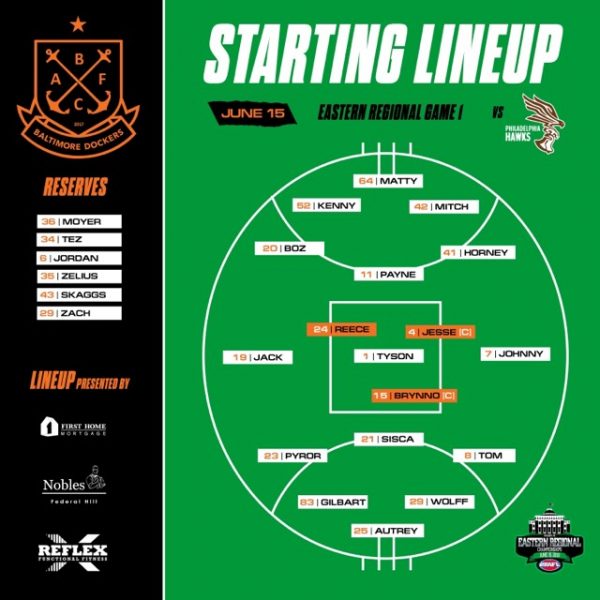 A B F C
2017
BALTIMORE DOCKERS
STARTING LINEUP
JUNE 15
EASTERN REGIONAL GAME 1
VS
PHILADELPHIA
HAWKS
RESERVES
36 | MOYER
34 | TEZ
6 | JORDAN
35 | ZELIUS
43 | SKAGGS
29 | ZACH
LINEUP PRESENTED BY
1 FIRST HOME
MORTGAGE
Nobles
Federal Hill
REFLEX
FUNCTIONAL FITNESS
64 | MATTY
52 | KENNY
42 | MITCH
20 | BOZ
41 | HORNEY
11 | PAYNE
24 | REECE
4 | JESSE (C)
19 | JACK
1 | TYSON
7 | JOHNNY
15 | BRYNNO (C)
21 | SISCA
23 | PYROR
8 | TOM
83 | GILBART
29 | WOLFF
25 | AUTREY
EASTERN REGIONAL
CHAMPIONSHIPS
USAFL